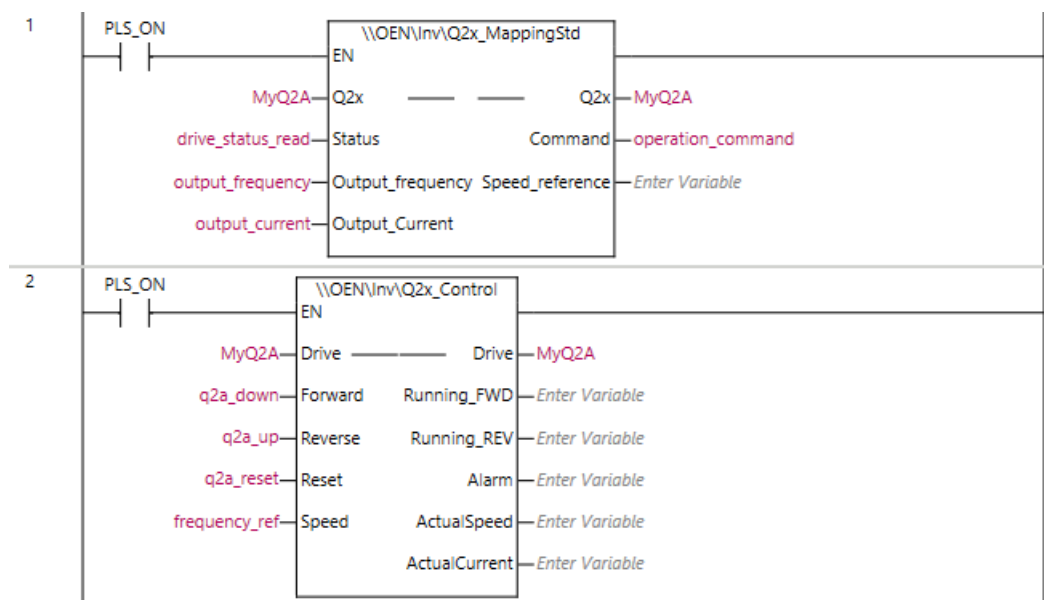 1
PLS_ON
\\OEN\Inv\Q2x_MappingStd
EN
MyQ2A Q2x Q2x MyQ2A
drive_status_read Status Command operation_command
output_frequency Output_frequency Speed_reference Enter Variable
output_current Output_Current
2
PLS_ON
\\OEN\Inv\Q2x_Control
EN
MyQ2A Drive Drive MyQ2A
q2a_down Forward Running_FWD Enter Variable
q2a_up Reverse Running_REV Enter Variable
q2a_reset Reset Alarm Enter Variable
frequency_ref Speed ActualSpeed Enter Variable
ActualCurrent Enter Variable